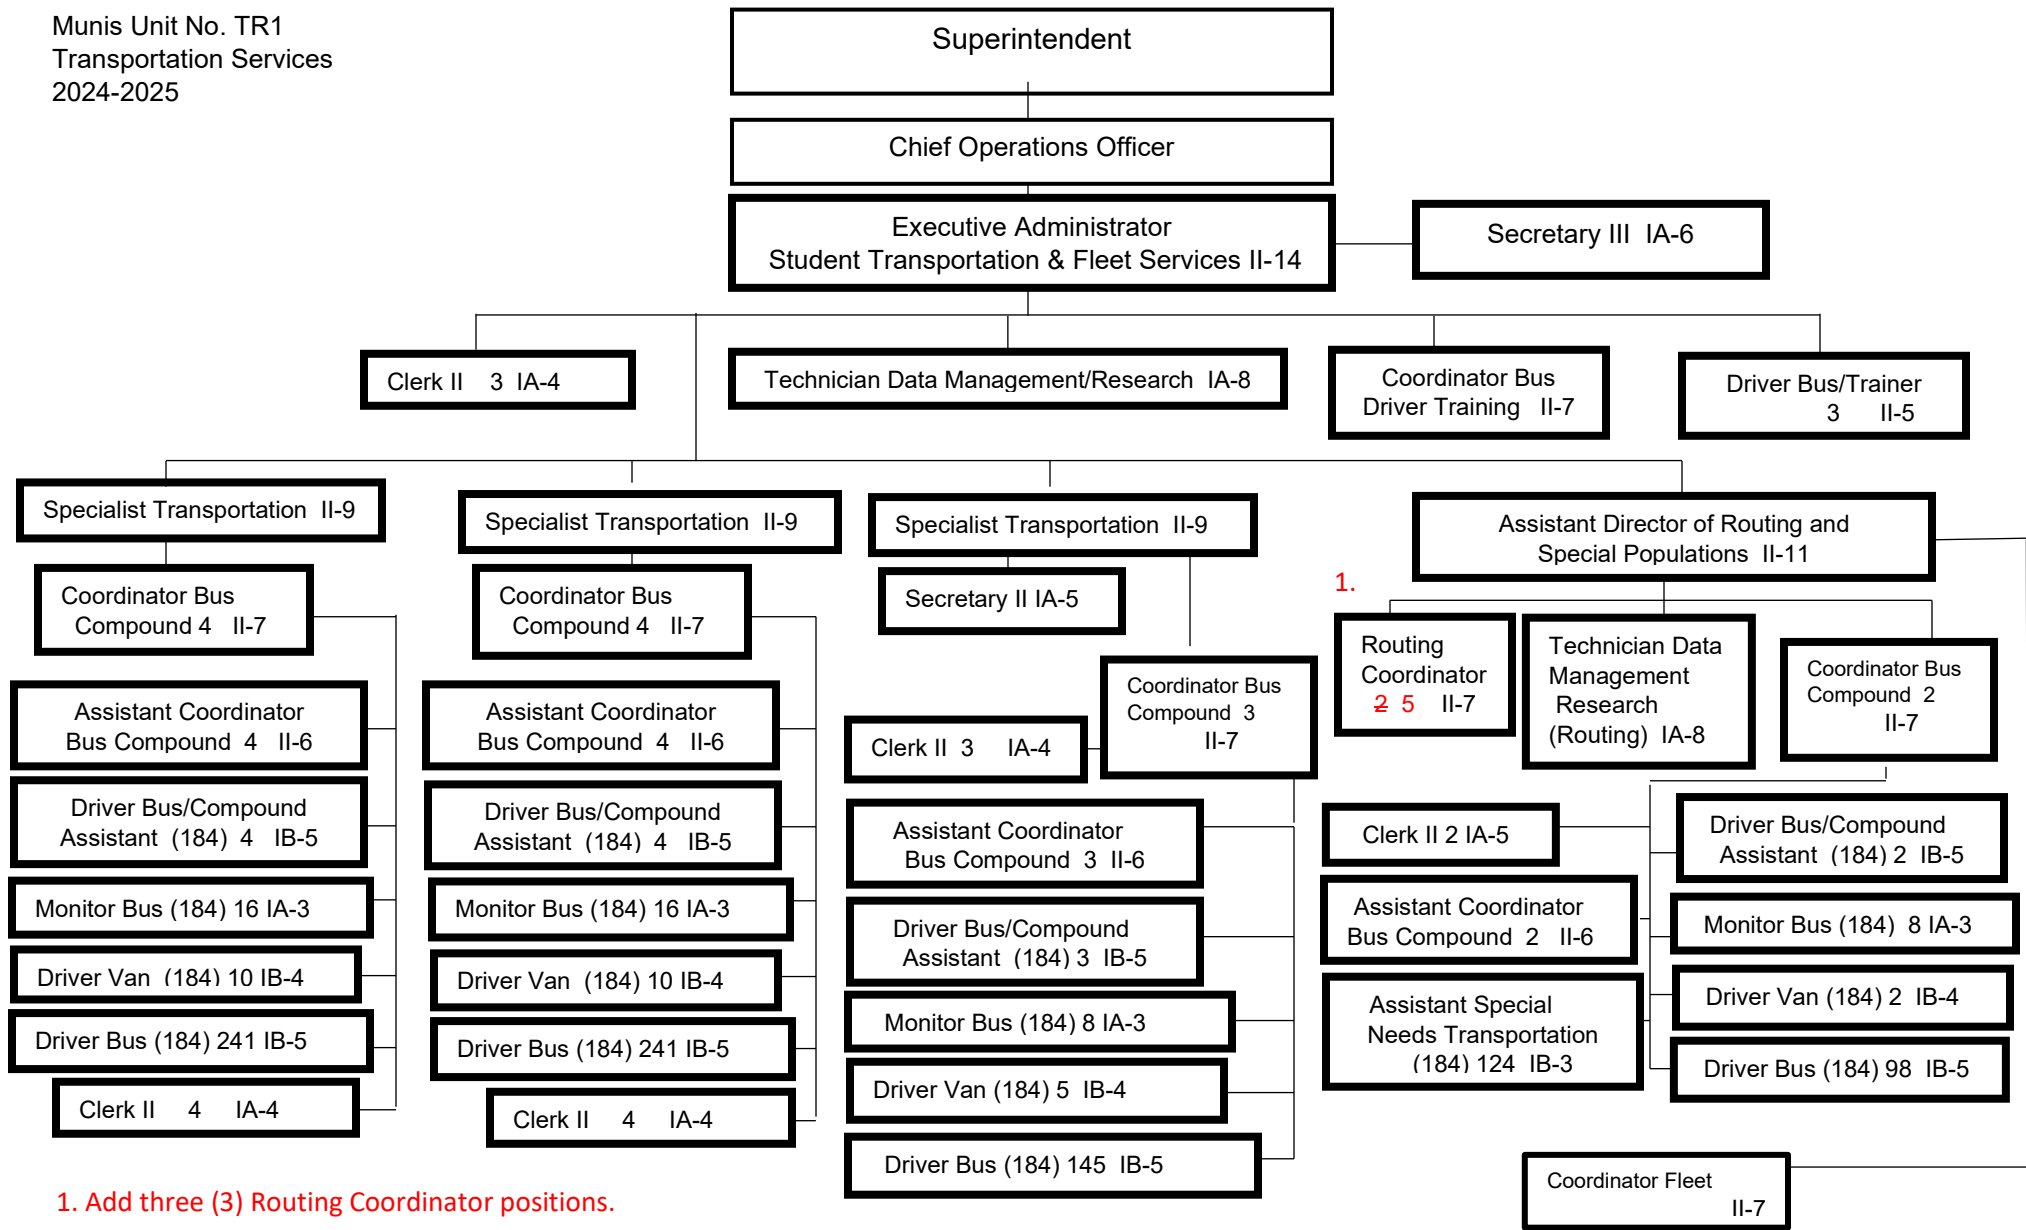 Munis Unit No. TR1
Transportation Services
2024-2025
Superintendent
Chief Operations Officer
Executive Administrator
Student Transportation & Fleet Services II-14
Secretary III IA-6
Clerk II 3 IA-4
Technician Data Management/Research IA-8
Coordinator Bus
Driver Training II-7
Driver Bus/Trainer
3 II-5
Specialist Transportation II-9
Coordinator Bus
Compound 4 II-7
Assistant Coordinator
Bus Compound 4 II-6
Driver Bus/Compound
Assistant (184) 4 IB-5
Monitor Bus (184) 16 IA-3
Driver Van (184) 10 IB-4
Driver Bus (184) 241 IB-5
Clerk II 4 IA-4
Specialist Transportation II-9
Coordinator Bus
Compound 4 II-7
Assistant Coordinator
Bus Compound 4 II-6
Driver Bus/Compound
Assistant (184) 4 IB-5
Monitor Bus (184) 16 IA-3
Driver Van (184) 10 IB-4
Driver Bus (184) 241 IB-5
Clerk II 4 IA-4
Specialist Transportation II-9
Secretary II IA-5
Coordinator Bus
Compound 3
II-7
Clerk II 3 IA-4
Assistant Coordinator
Bus Compound 3 II-6
Driver Bus/Compound
Assistant (184) 3 IB-5
Monitor Bus (184) 8 IA-3
Driver Van (184) 5 IB-4
Driver Bus (184) 145 IB-5
Assistant Director of Routing and
Special Populations II-11
1.
Routing
Coordinator
2 5 II-7
Technician Data
Management
Research
(Routing) IA-8
Coordinator Bus
Compound 2
II-7
Clerk II 2 IA-5
Assistant Coordinator
Bus Compound 2 II-6
Assistant Special
Needs Transportation
(184) 124 IB-3
Driver Bus/Compound
Assistant (184) 2 IB-5
Monitor Bus (184) 8 IA-3
Driver Van (184) 2 IB-4
Driver Bus (184) 98 IB-5
Coordinator Fleet
II-7
1. Add three (3) Routing Coordinator positions.